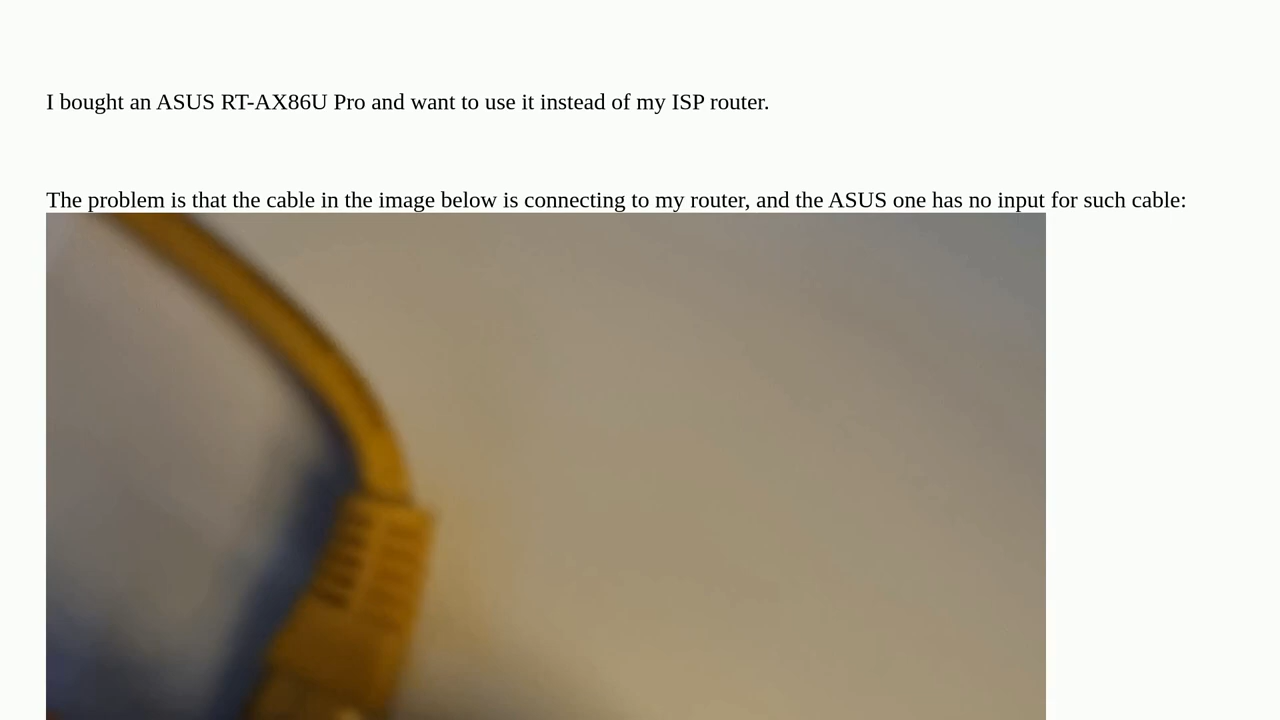 I bought an ASUS RT-AX86U Pro and want to use it instead of my ISP router.
The problem is that the cable in the image below is connecting to my router, and the ASUS one has no input for such cable: